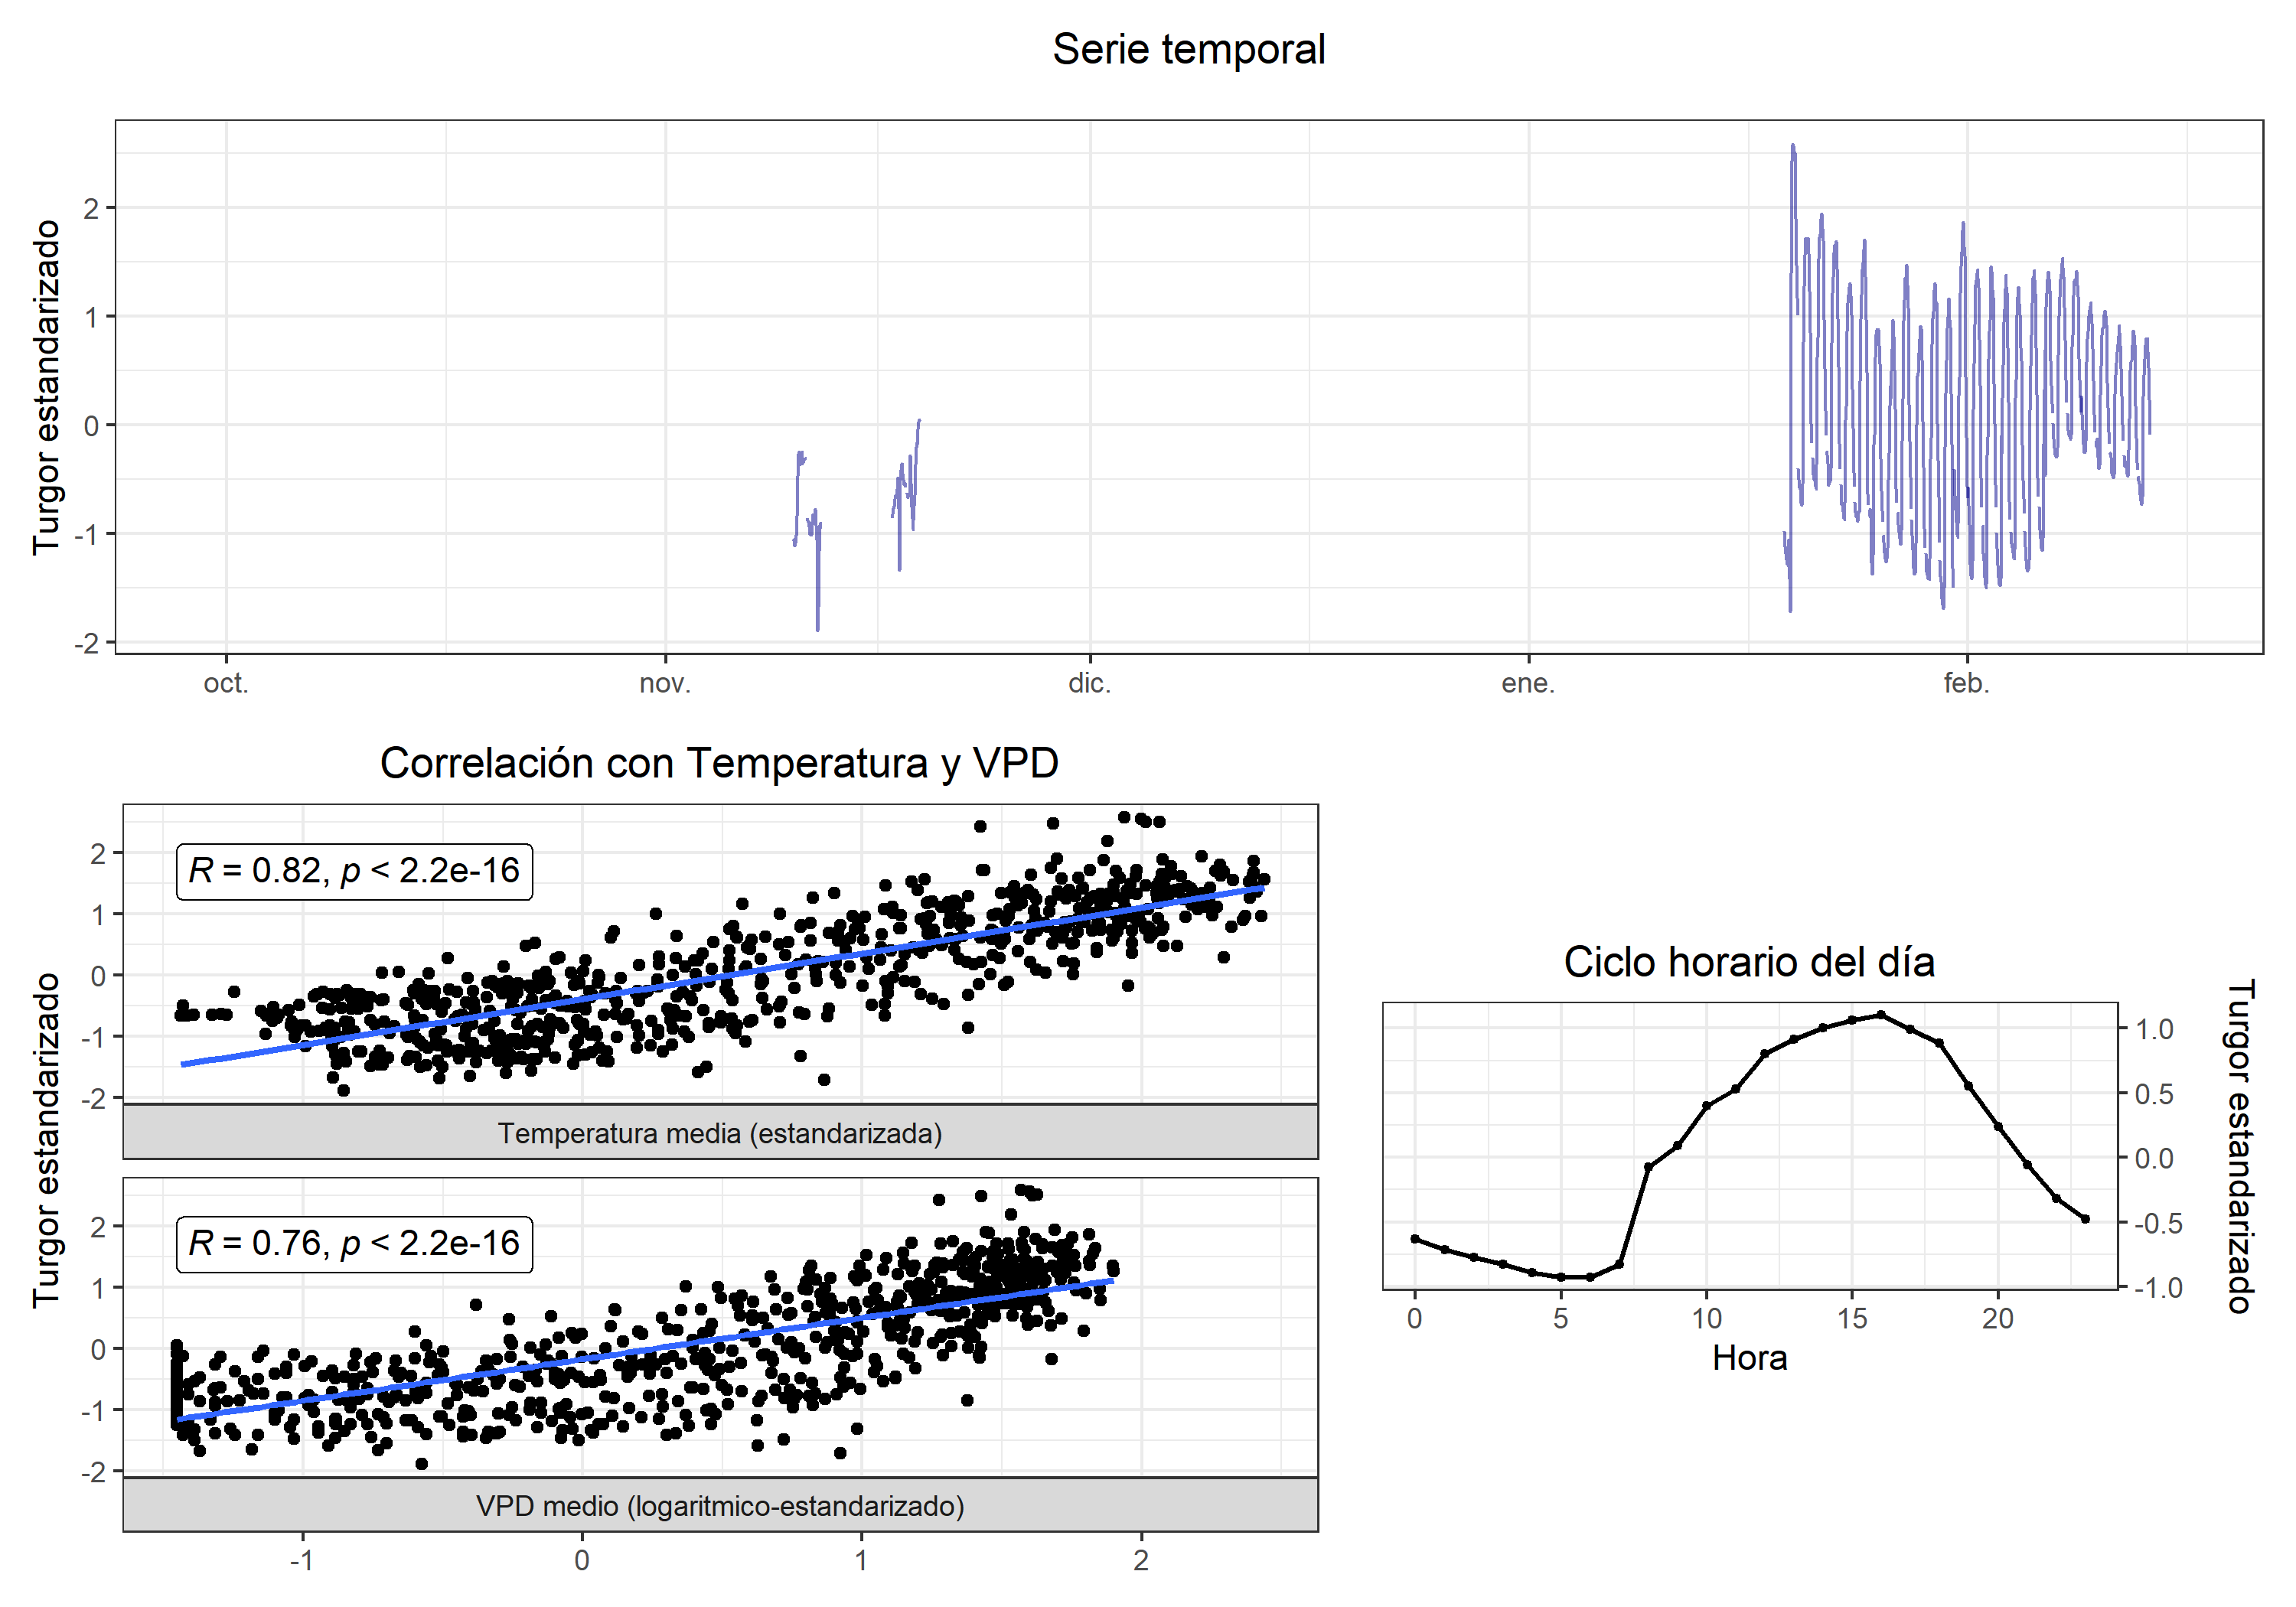 Serie temporal
Turgor estandarizado
2
1
0
-1
-2
oct.
nov.
dic.
ene.
feb.
Correlación con Temperatura y VPD
Turgor estandarizado
2
1
0
-1
-2
R = 0.82, p < 2.2e-16
Temperatura media (estandarizada)
2
1
0
-1
-2
R = 0.76, p < 2.2e-16
VPD medio (logaritmico-estandarizado)
-1
0
1
2
Ciclo horario del día
1.0
0.5
0.0
-0.5
-1.0
Turgor estandarizado
0
5
10
15
20
Hora